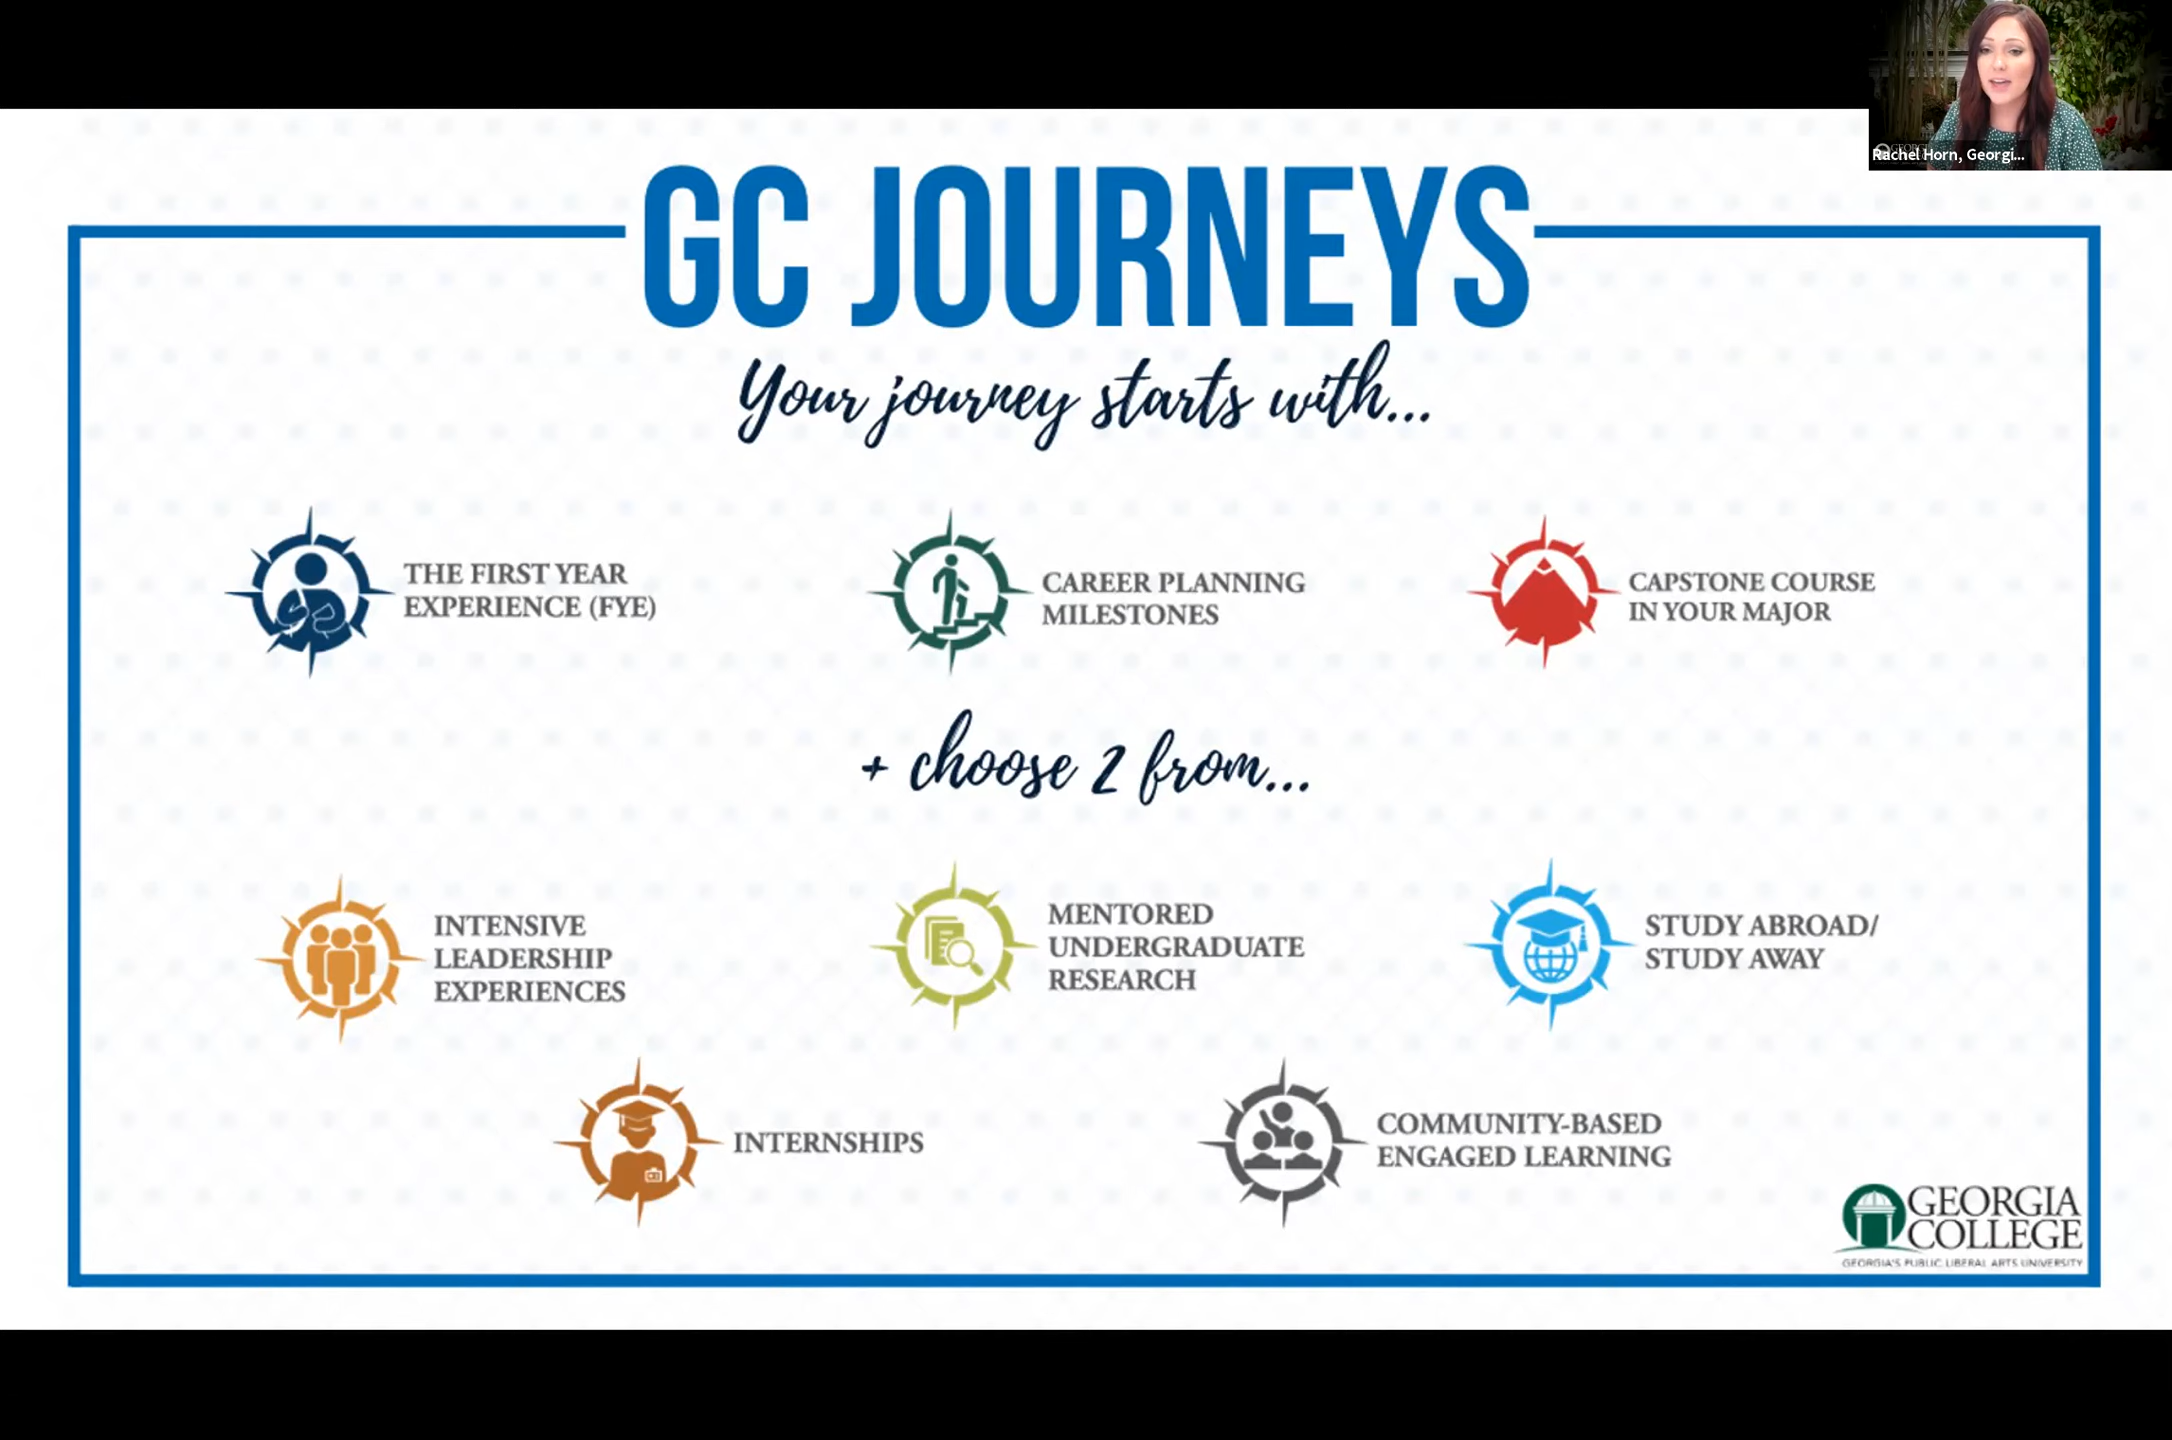 Rachel Horn, Georgi...
GC JOURNEYS
Your journey starts with...
THE FIRST YEAR
EXPERIENCE (FYE)
CAREER PLANNING
MILESTONES
CAPSTONE COURSE
IN YOUR MAJOR
+ choose 2 from...
INTENSIVE
LEADERSHIP
EXPERIENCES
MENTORED
UNDERGRADUATE
RESEARCH
STUDY ABROAD/
STUDY AWAY
INTERNSHIPS
COMMUNITY-BASED
ENGAGED LEARNING
GEORGIA
COLLEGE
GEORGIA'S PUBLIC LIBERAL ARTS UNIVERSITY